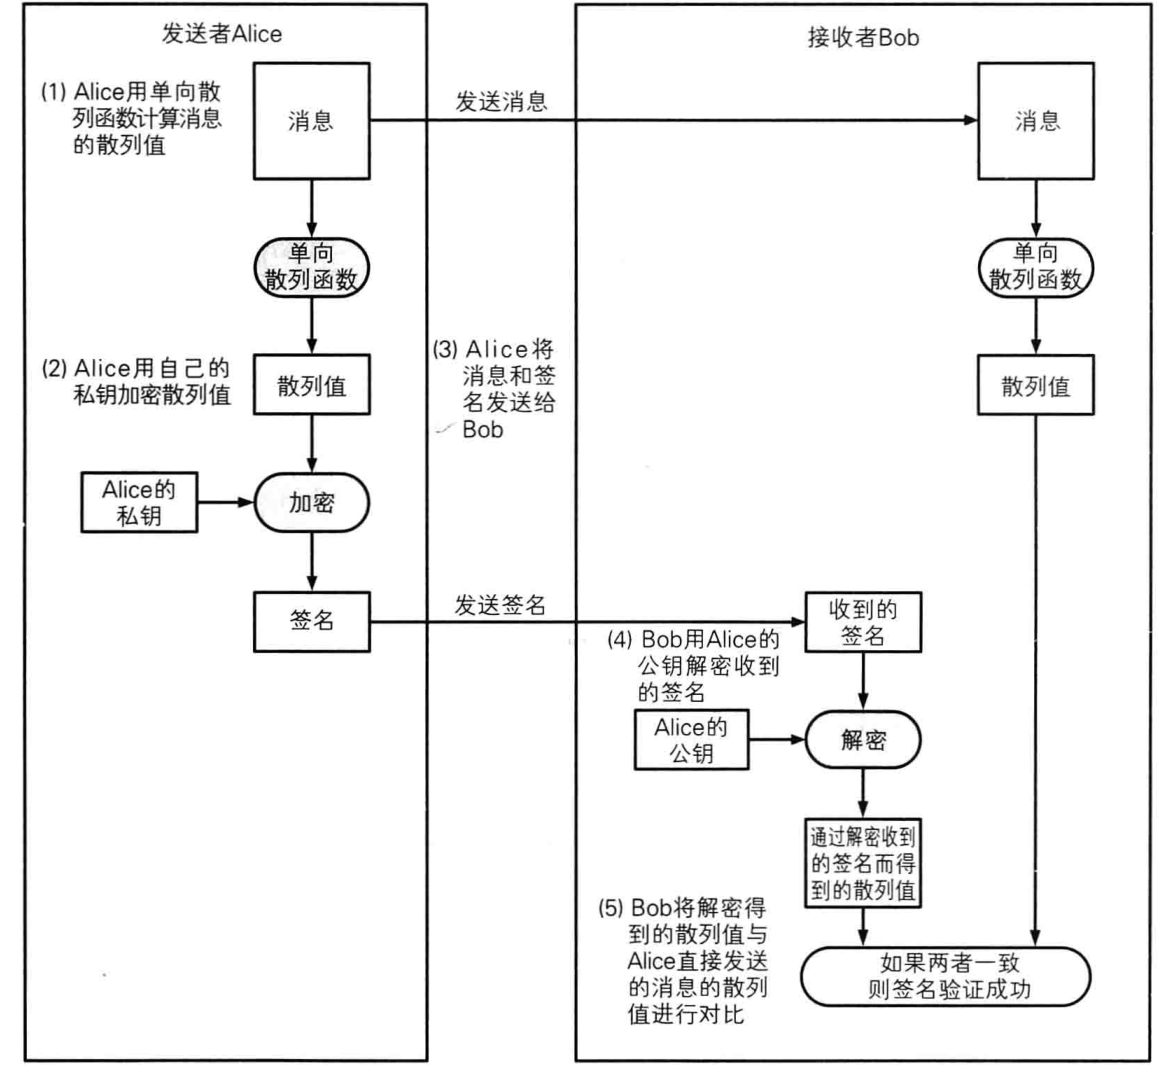 发送者Alice
接收者Bob
(1) Alice用单向散
列函数计算消息
的散列值
消息
发送消息
消息
单向
散列函数
单向
散列函数
(2) Alice用自己的
私钥加密散列值
散列值
(3) Alice将
消息和签
名发送给
Bob
散列值
Alice的
私钥
加密
签名
发送签名
收到的
签名
(4) Bob用Alice的
公钥解密收到
的签名
Alice的
公钥
解密
通过解密收到
的签名而得
到的散列值
(5) Bob将解密得
到的散列值与
Alice直接发送
的消息的散列
值进行对比
如果两者一致
则签名验证成功